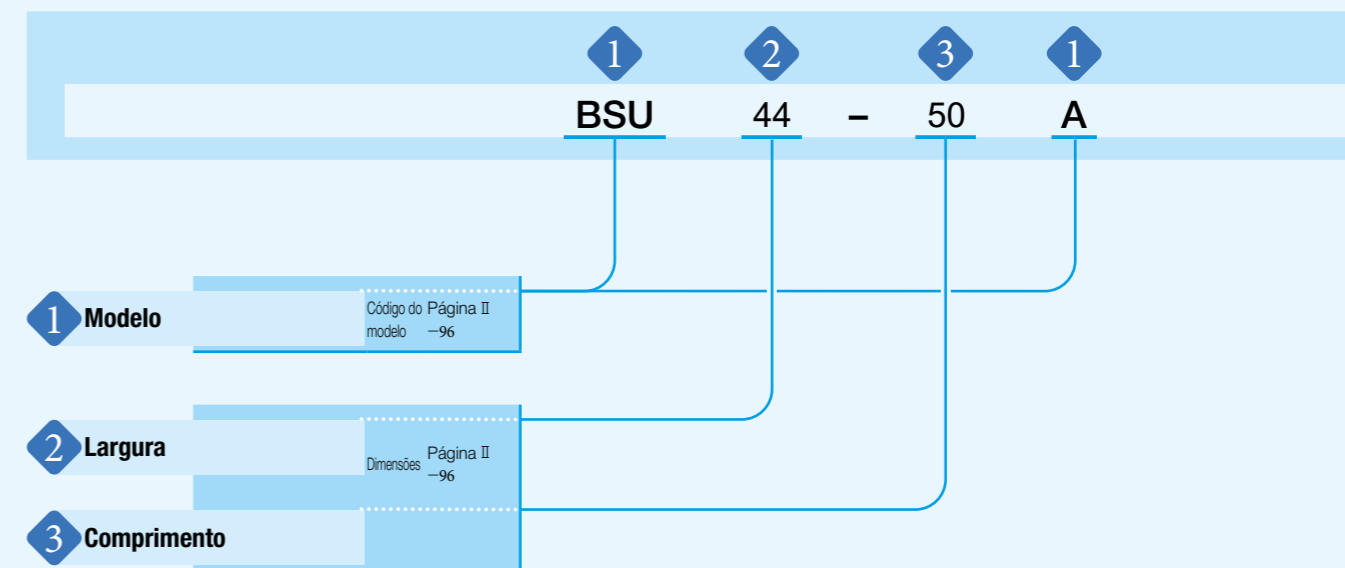 1 2 3 1
BSU 44 – 50 A
1 Modelo
Código do modelo
Página Ⅱ
−96
2 Largura
Dimensões
Página Ⅱ
−96
3 Comprimento